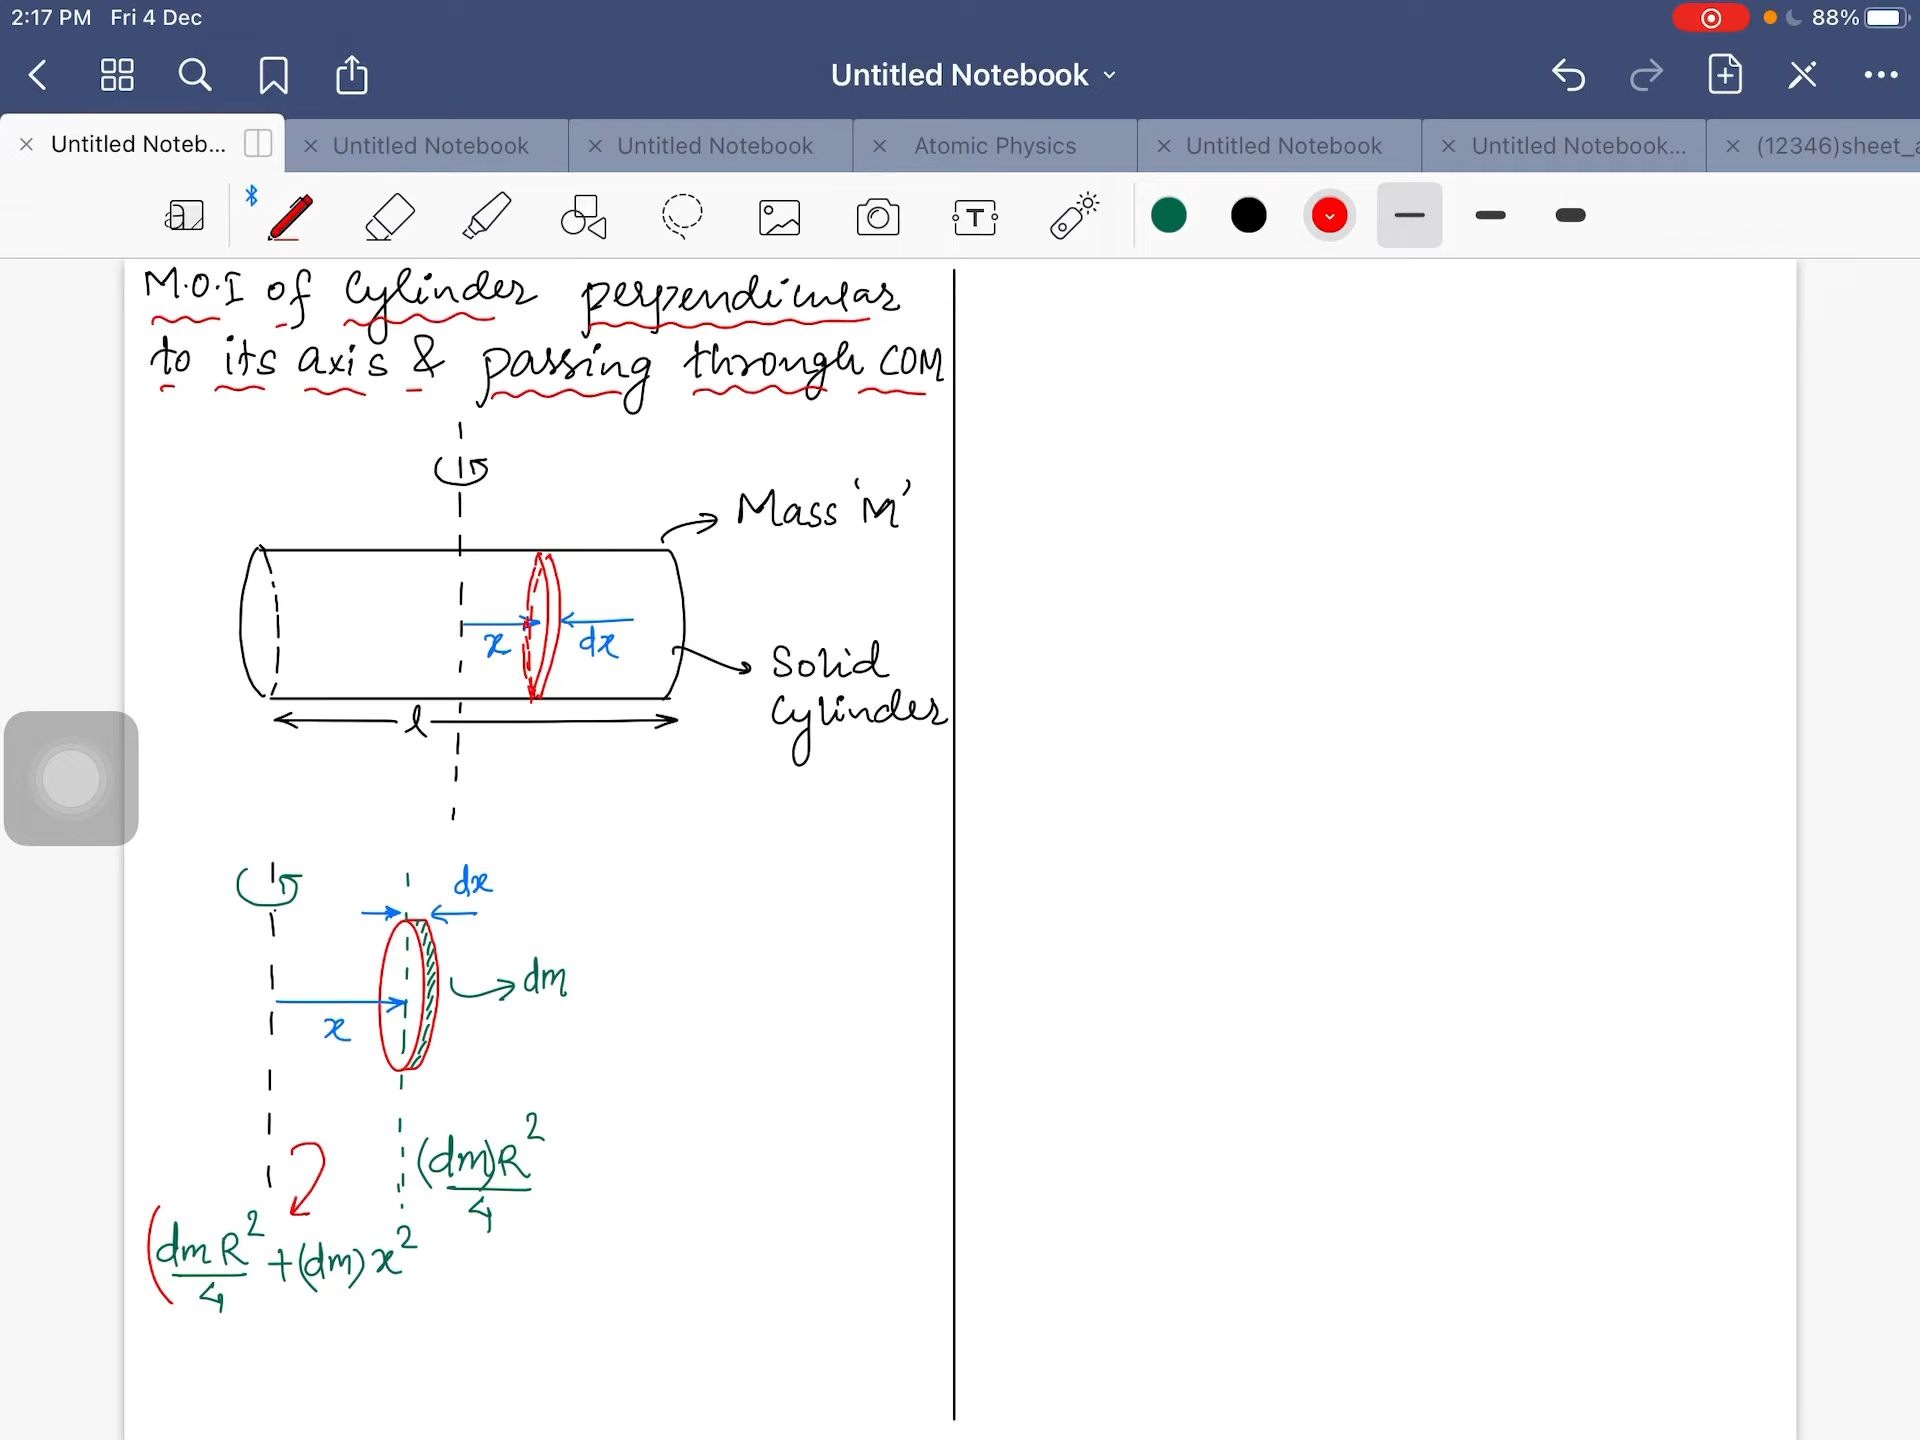 2:17 PM Fri 4 Dec
88%
Untitled Notebook
Untitled Noteb...
Untitled Notebook
Untitled Notebook
Atomic Physics
Untitled Notebook
Untitled Notebook...
(12346)sheet_a
T
M.O.I of Cylinder perpendicular
to its axis & passing through COM
Mass 'M'
x
dx
Solid
Cylinder
l
dx
dm
x
(dm)R²
4
(dmR² + (dm)x²
4